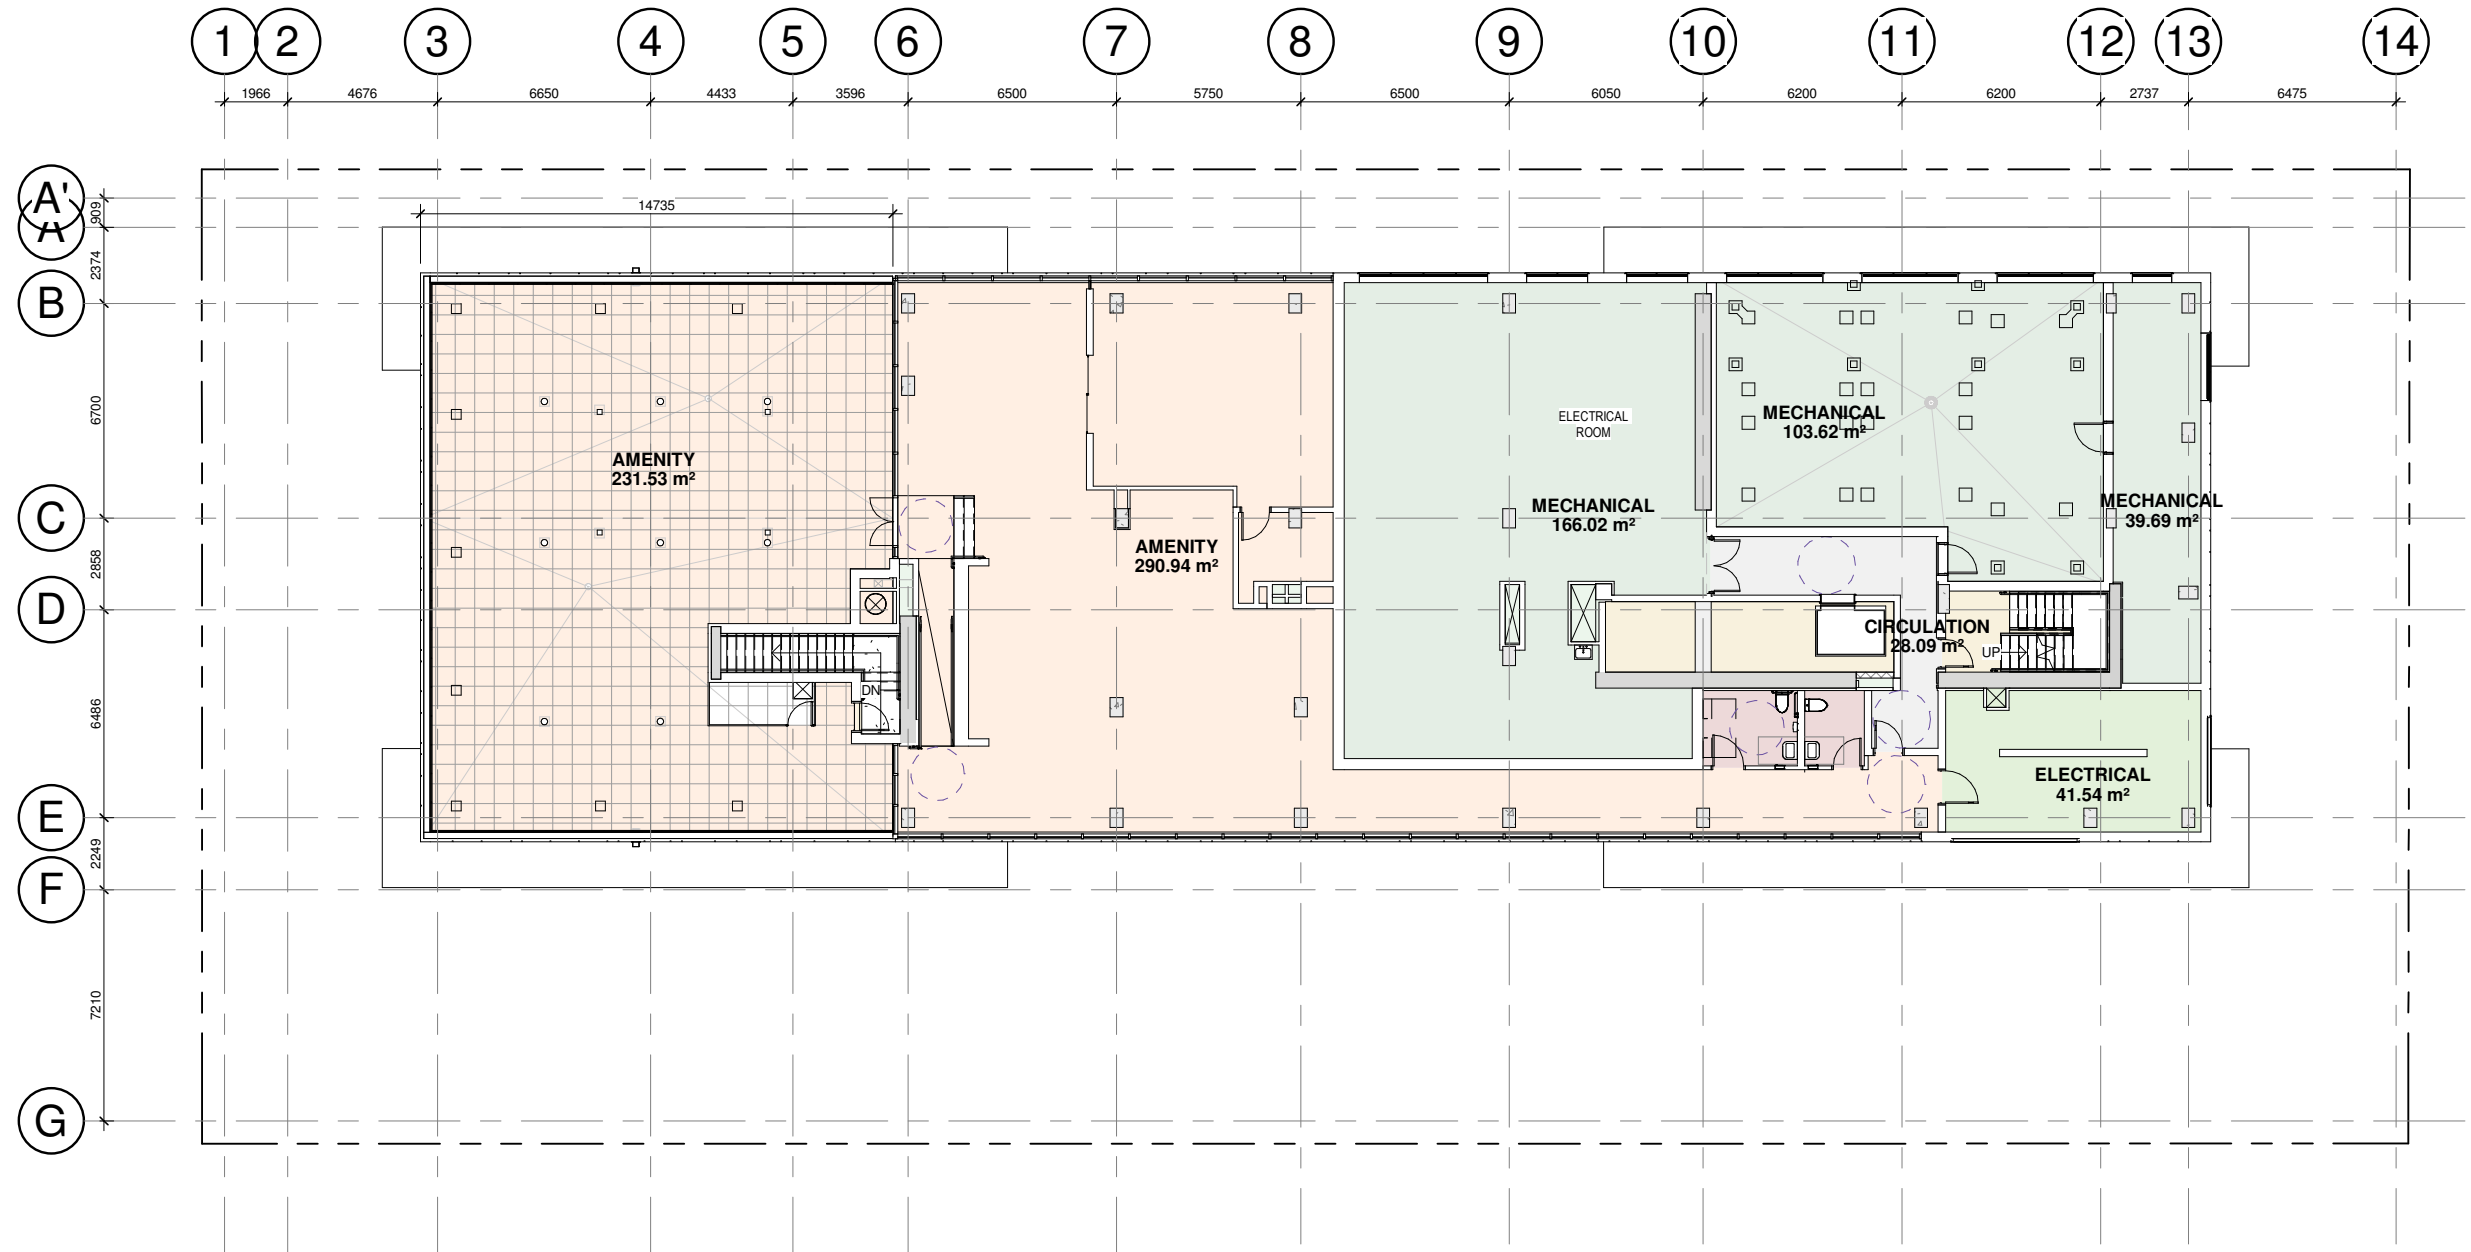 1 2 3 4 5 6 7 8 9 10 11 12 13 14
1966 4676 6650 4433 3596 6500 5750 6500 6050 6200 6200 2737 6475
A'
909
A
14735
2374
B
6700
ELECTRICAL
ROOM
MECHANICAL
103.62 m²
AMENITY
231.53 m²
C
MECHANICAL
166.02 m²
MECHANICAL
39.69 m²
AMENITY
290.94 m²
2858
D
CIRCULATION
28.09 m²
UP
DN
6486
ELECTRICAL
41.54 m²
E
2249
F
7210
G